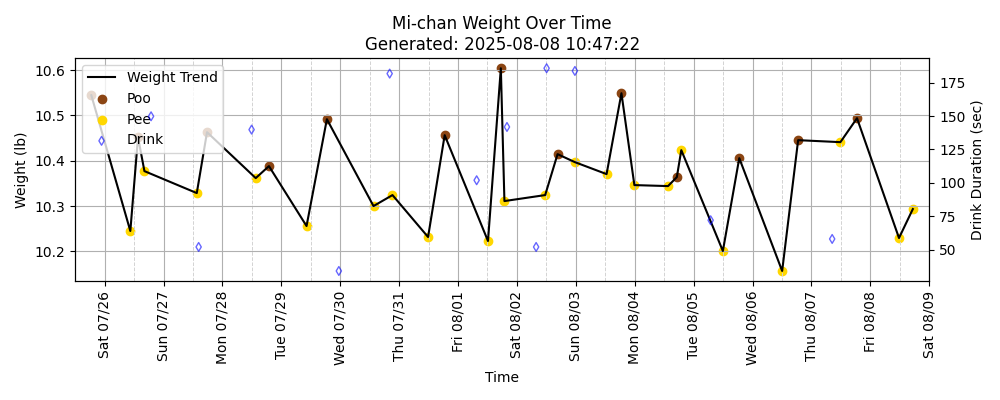 Mi-chan Weight Over Time
Generated: 2025-08-08 10:47:22
Weight (lb)
10.6
10.5
10.4
10.3
10.2
Weight Trend
Poo
Pee
Drink
175
150
125
100
75
50
Drink Duration (sec)
Sat 07/26
Sun 07/27
Mon 07/28
Tue 07/29
Wed 07/30
Thu 07/31
Fri 08/01
Sat 08/02
Sun 08/03
Mon 08/04
Tue 08/05
Wed 08/06
Thu 08/07
Fri 08/08
Sat 08/09
Time